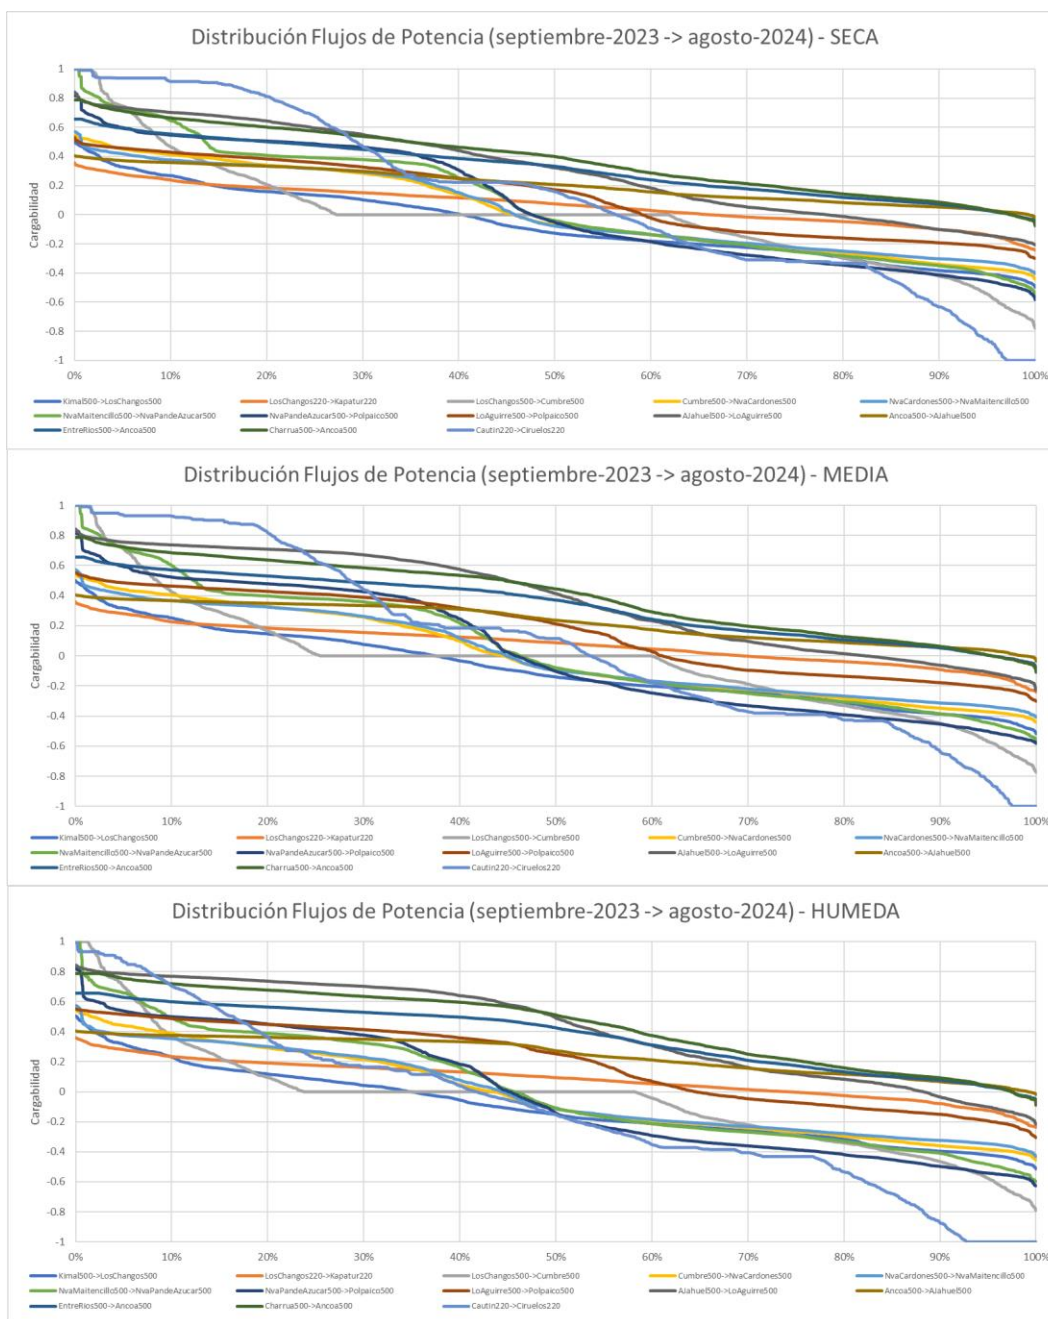 Distribución Flujos de Potencia (septiembre-2023 -> agosto-2024) - SECA
1
0.8
0.6
0.4
0.2
0
-0.2
-0.4
-0.6
-0.8
-1
Cargabilidad
0% 10% 20% 30% 40% 50% 60% 70% 80% 90% 100%
Kimal500->LosChangos500 LosChangos220->Kapatur220 LosChangos500->Cumbre500 Cumbre500->NvaCardones500 NvaCardones500->NvaMaitencillo500
NvaMaitencillo500->NvaPandeAzucar500 NvaPandeAzucar500->Polpaico500 LoAguirre500->Polpaico500 AJahuel500->LoAguirre500 Ancoa500->AJahuel500
EntreRios500->Ancoa500 Charrua500->Ancoa500 Cautin220->Ciruelos220
Distribución Flujos de Potencia (septiembre-2023 -> agosto-2024) - MEDIA
1
0.8
0.6
0.4
0.2
0
-0.2
-0.4
-0.6
-0.8
-1
Cargabilidad
0% 10% 20% 30% 40% 50% 60% 70% 80% 90% 100%
Kimal500->LosChangos500 LosChangos220->Kapatur220 LosChangos500->Cumbre500 Cumbre500->NvaCardones500 NvaCardones500->NvaMaitencillo500
NvaMaitencillo500->NvaPandeAzucar500 NvaPandeAzucar500->Polpaico500 LoAguirre500->Polpaico500 AJahuel500->LoAguirre500 Ancoa500->AJahuel500
EntreRios500->Ancoa500 Charrua500->Ancoa500 Cautin220->Ciruelos220
Distribución Flujos de Potencia (septiembre-2023 -> agosto-2024) - HUMEDA
1
0.8
0.6
0.4
0.2
0
-0.2
-0.4
-0.6
-0.8
-1
Cargabilidad
0% 10% 20% 30% 40% 50% 60% 70% 80% 90% 100%
Kimal500->LosChangos500 LosChangos220->Kapatur220 LosChangos500->Cumbre500 Cumbre500->NvaCardones500 NvaCardones500->NvaMaitencillo500
NvaMaitencillo500->NvaPandeAzucar500 NvaPandeAzucar500->Polpaico500 LoAguirre500->Polpaico500 AJahuel500->LoAguirre500 Ancoa500->AJahuel500
EntreRios500->Ancoa500 Charrua500->Ancoa500 Cautin220->Ciruelos220